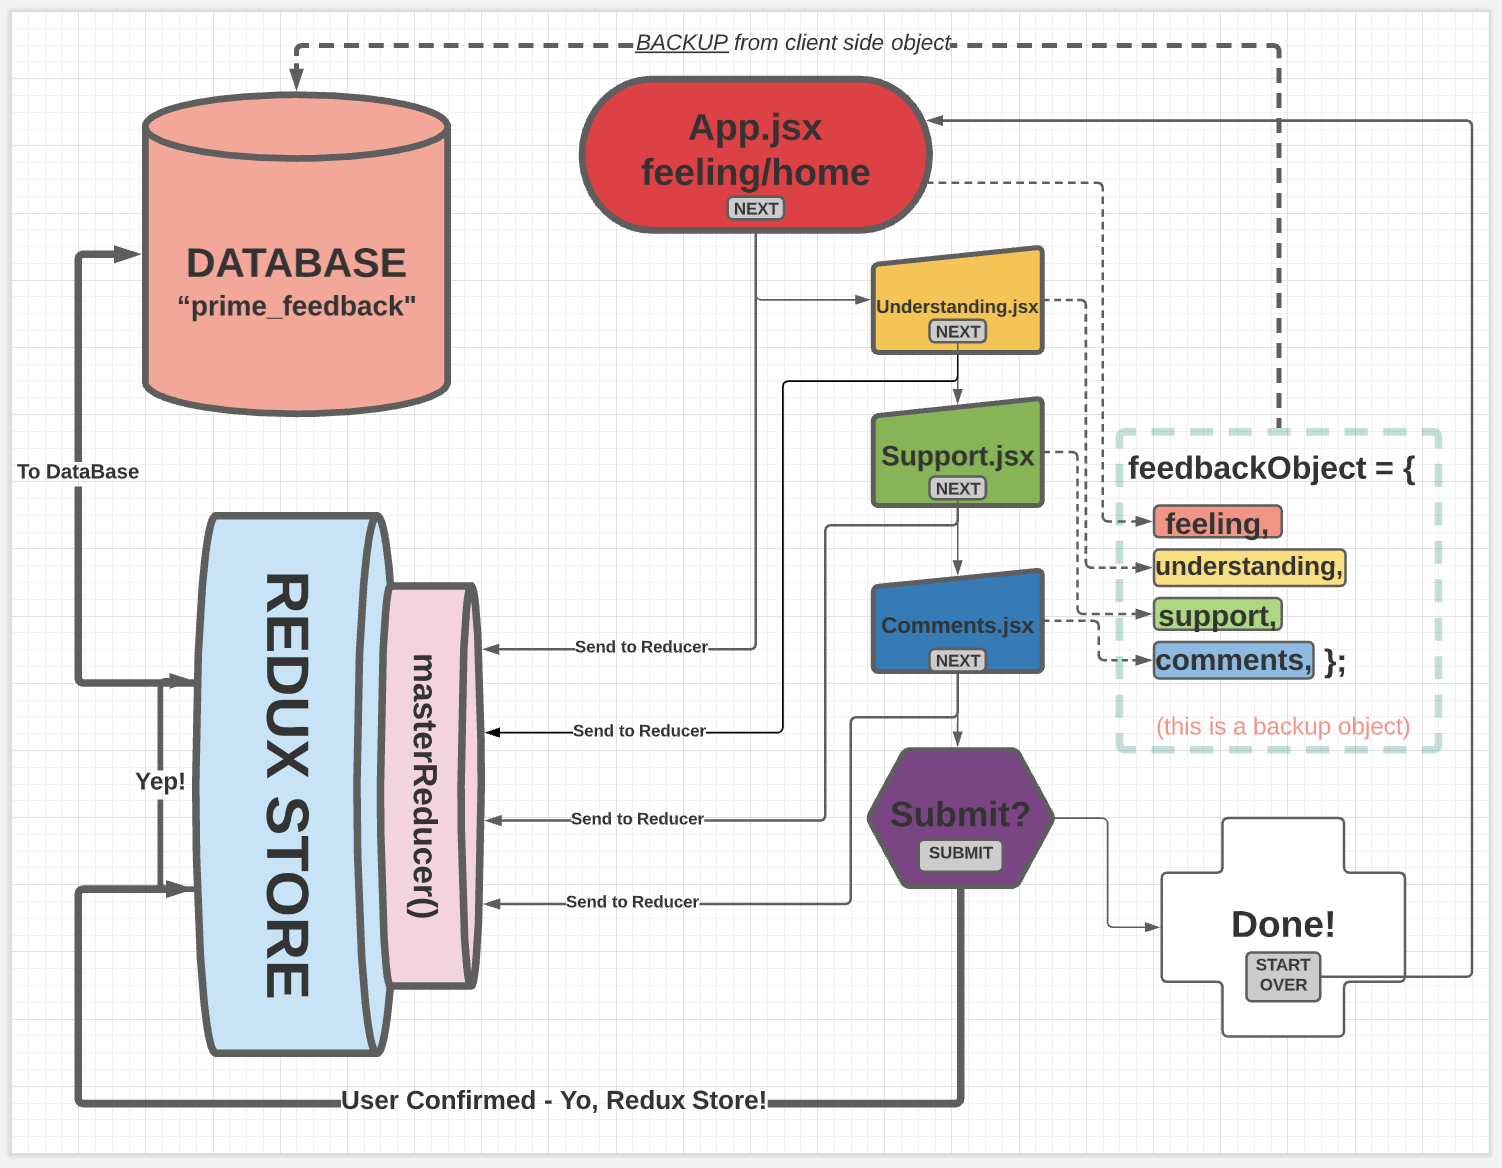 BACKUP from client side object
App.jsx
feeling/home
NEXT
DATABASE
“prime_feedback"
Understanding.jsx
NEXT
Support.jsx
NEXT
To DataBase
feedbackObject = {
feeling,
understanding,
support,
comments, };
(this is a backup object)
Comments.jsx
NEXT
Send to Reducer
Send to Reducer
Send to Reducer
Send to Reducer
REDUX STORE
masterReducer()
Yep!
Submit?
SUBMIT
Done!
START
OVER
User Confirmed - Yo, Redux Store!